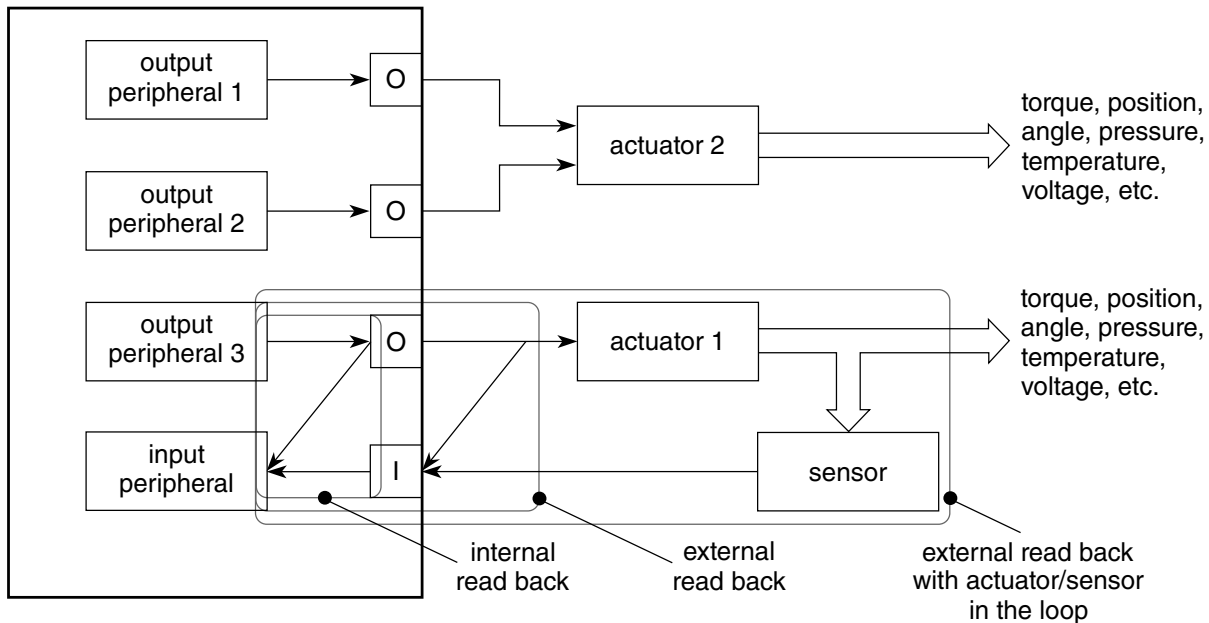 output
peripheral 1
O
actuator 2
torque, position,
angle, pressure,
temperature,
voltage, etc.
output
peripheral 2
O
output
peripheral 3
O
actuator 1
torque, position,
angle, pressure,
temperature,
voltage, etc.
input
peripheral
I
sensor
internal
read back
external
read back
external read back
with actuator/sensor
in the loop